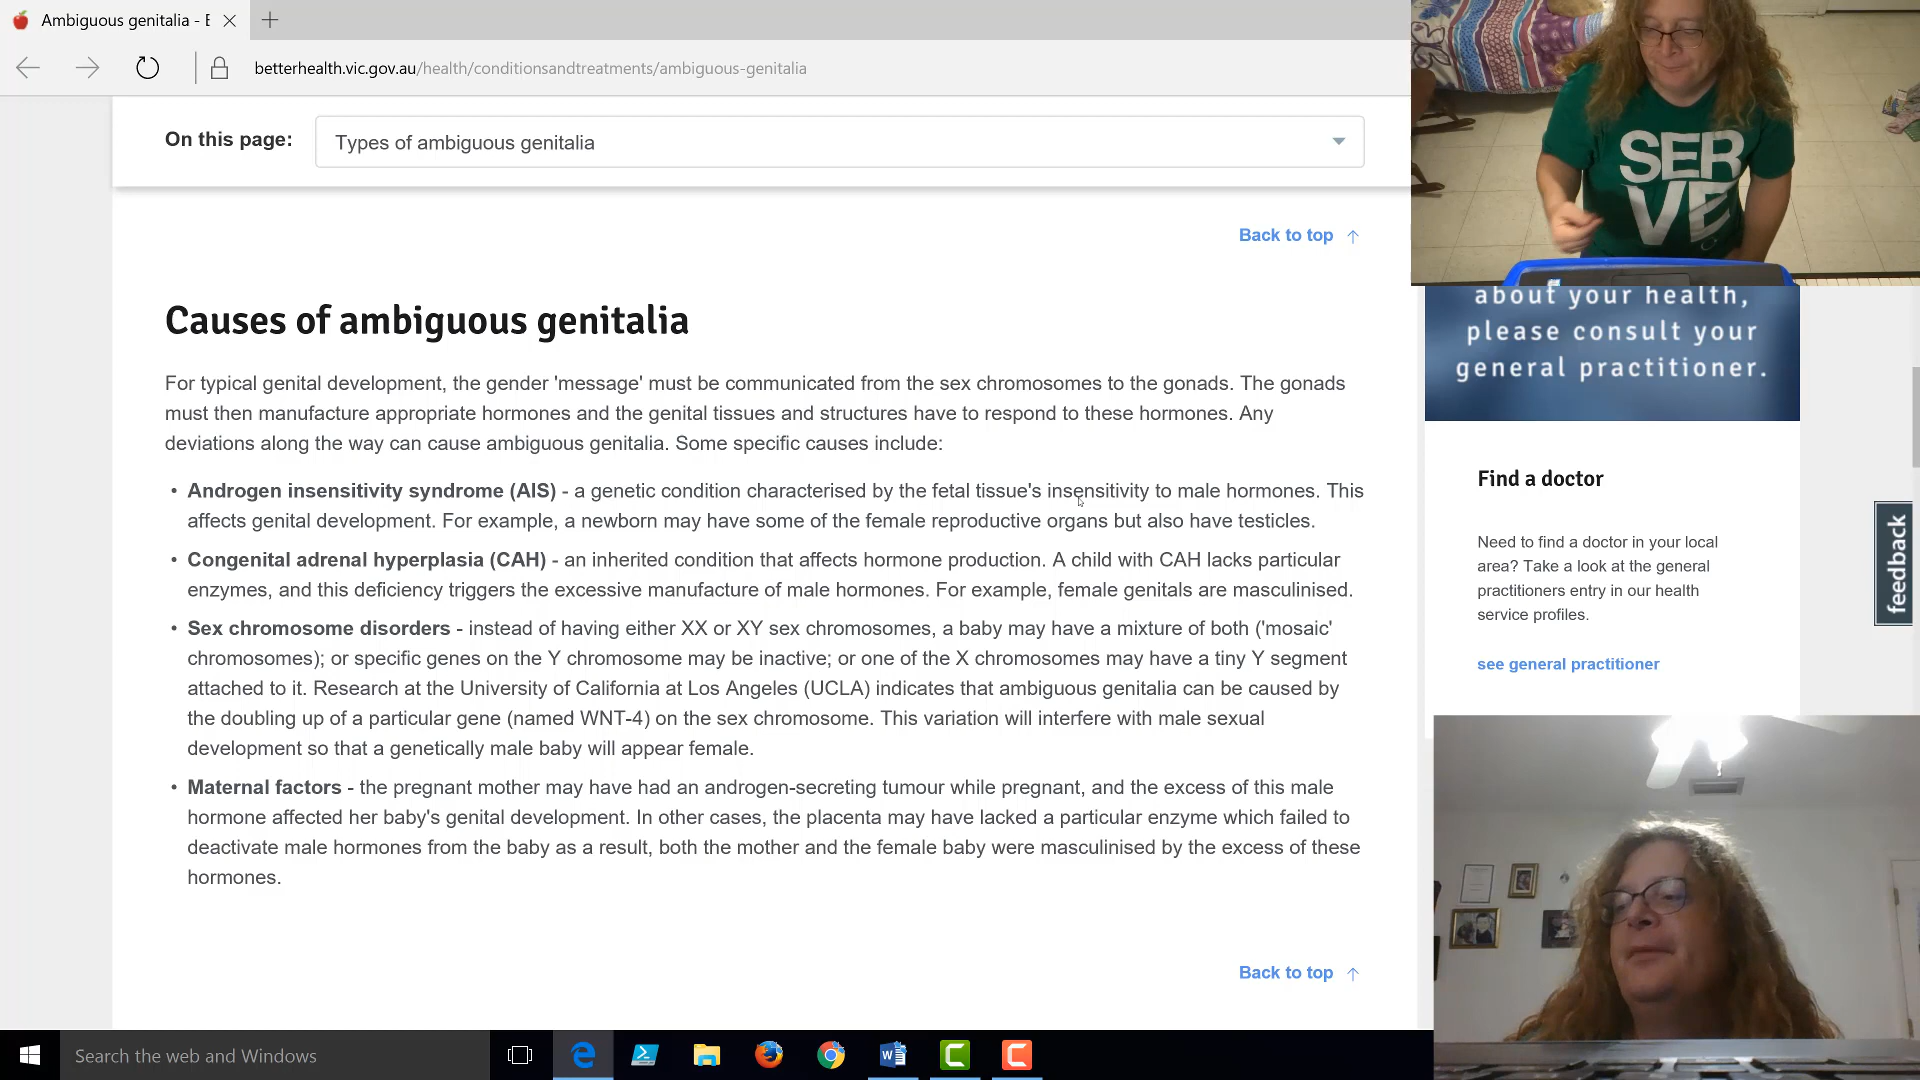 Ambiguous genitalia - E
betterhealth.vic.gov.au/health/conditionsandtreatments/ambiguous-genitalia
On this page:
Types of ambiguous genitalia
Back to top ↑
Causes of ambiguous genitalia
For typical genital development, the gender 'message' must be communicated from the sex chromosomes to the gonads. The gonads
must then manufacture appropriate hormones and the genital tissues and structures have to respond to these hormones. Any
deviations along the way can cause ambiguous genitalia. Some specific causes include:
• Androgen insensitivity syndrome (AIS) - a genetic condition characterised by the fetal tissue's insensitivity to male hormones. This
affects genital development. For example, a newborn may have some of the female reproductive organs but also have testicles.
• Congenital adrenal hyperplasia (CAH) - an inherited condition that affects hormone production. A child with CAH lacks particular
enzymes, and this deficiency triggers the excessive manufacture of male hormones. For example, female genitals are masculinised.
• Sex chromosome disorders - instead of having either XX or XY sex chromosomes, a baby may have a mixture of both ('mosaic'
chromosomes); or specific genes on the Y chromosome may be inactive; or one of the X chromosomes may have a tiny Y segment
attached to it. Research at the University of California at Los Angeles (UCLA) indicates that ambiguous genitalia can be caused by
the doubling up of a particular gene (named WNT-4) on the sex chromosome. This variation will interfere with male sexual
development so that a genetically male baby will appear female.
• Maternal factors - the pregnant mother may have had an androgen-secreting tumour while pregnant, and the excess of this male
hormone affected her baby's genital development. In other cases, the placenta may have lacked a particular enzyme which failed to
deactivate male hormones from the baby as a result, both the mother and the female baby were masculinised by the excess of these
hormones.
Back to top ↑
SER
VE
about your health,
please consult your
general practitioner.
Find a doctor
Need to find a doctor in your local
area? Take a look at the general
practitioners entry in our health
service profiles.
see general practitioner
feedback
Search the web and Windows